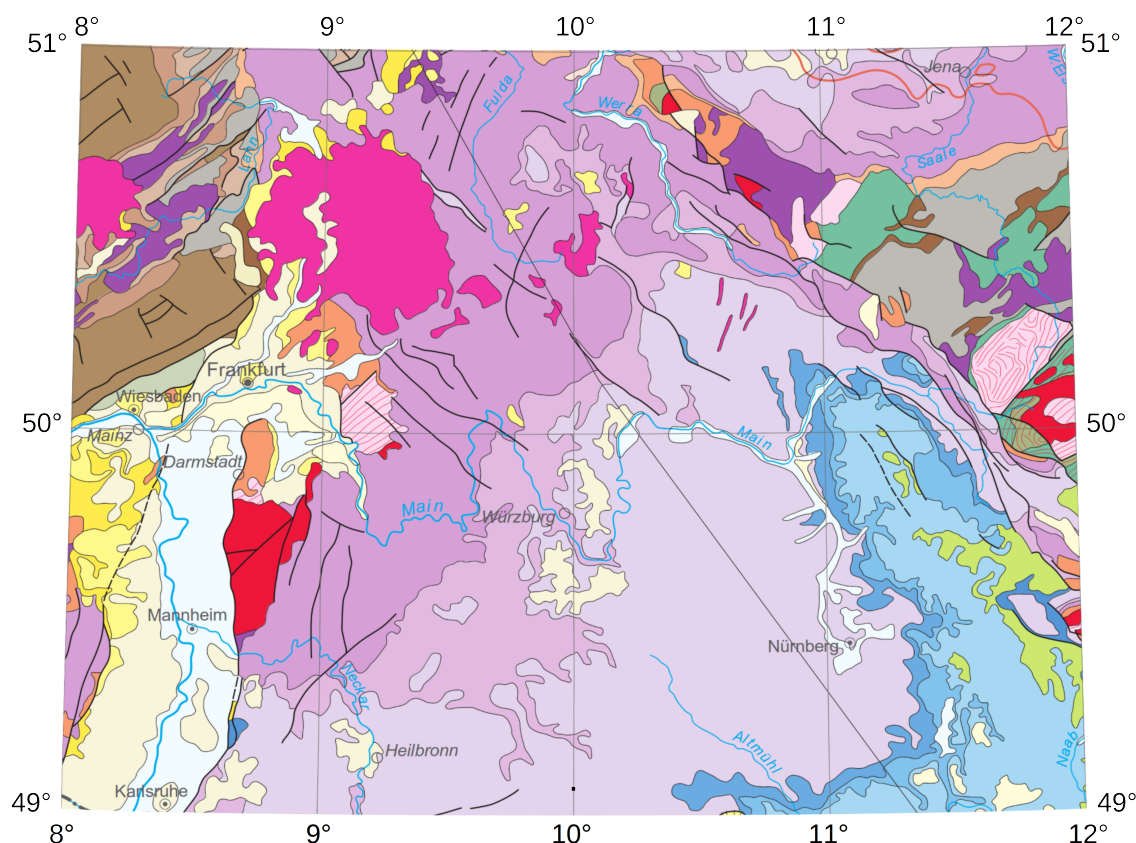 8° 9° 10° 11° 12°
51° 51°
Jena
Fulda
Werra
Saale
Lahn
Frankfurt
Wiesbaden
50° 50°
Mainz
Main
Darmstadt
Main
Würzburg
Mannheim
Nürnberg
Neckar
Heilbronn
Altmühl
Naab
Karlsruhe
49° 49°
8° 9° 10° 11° 12°